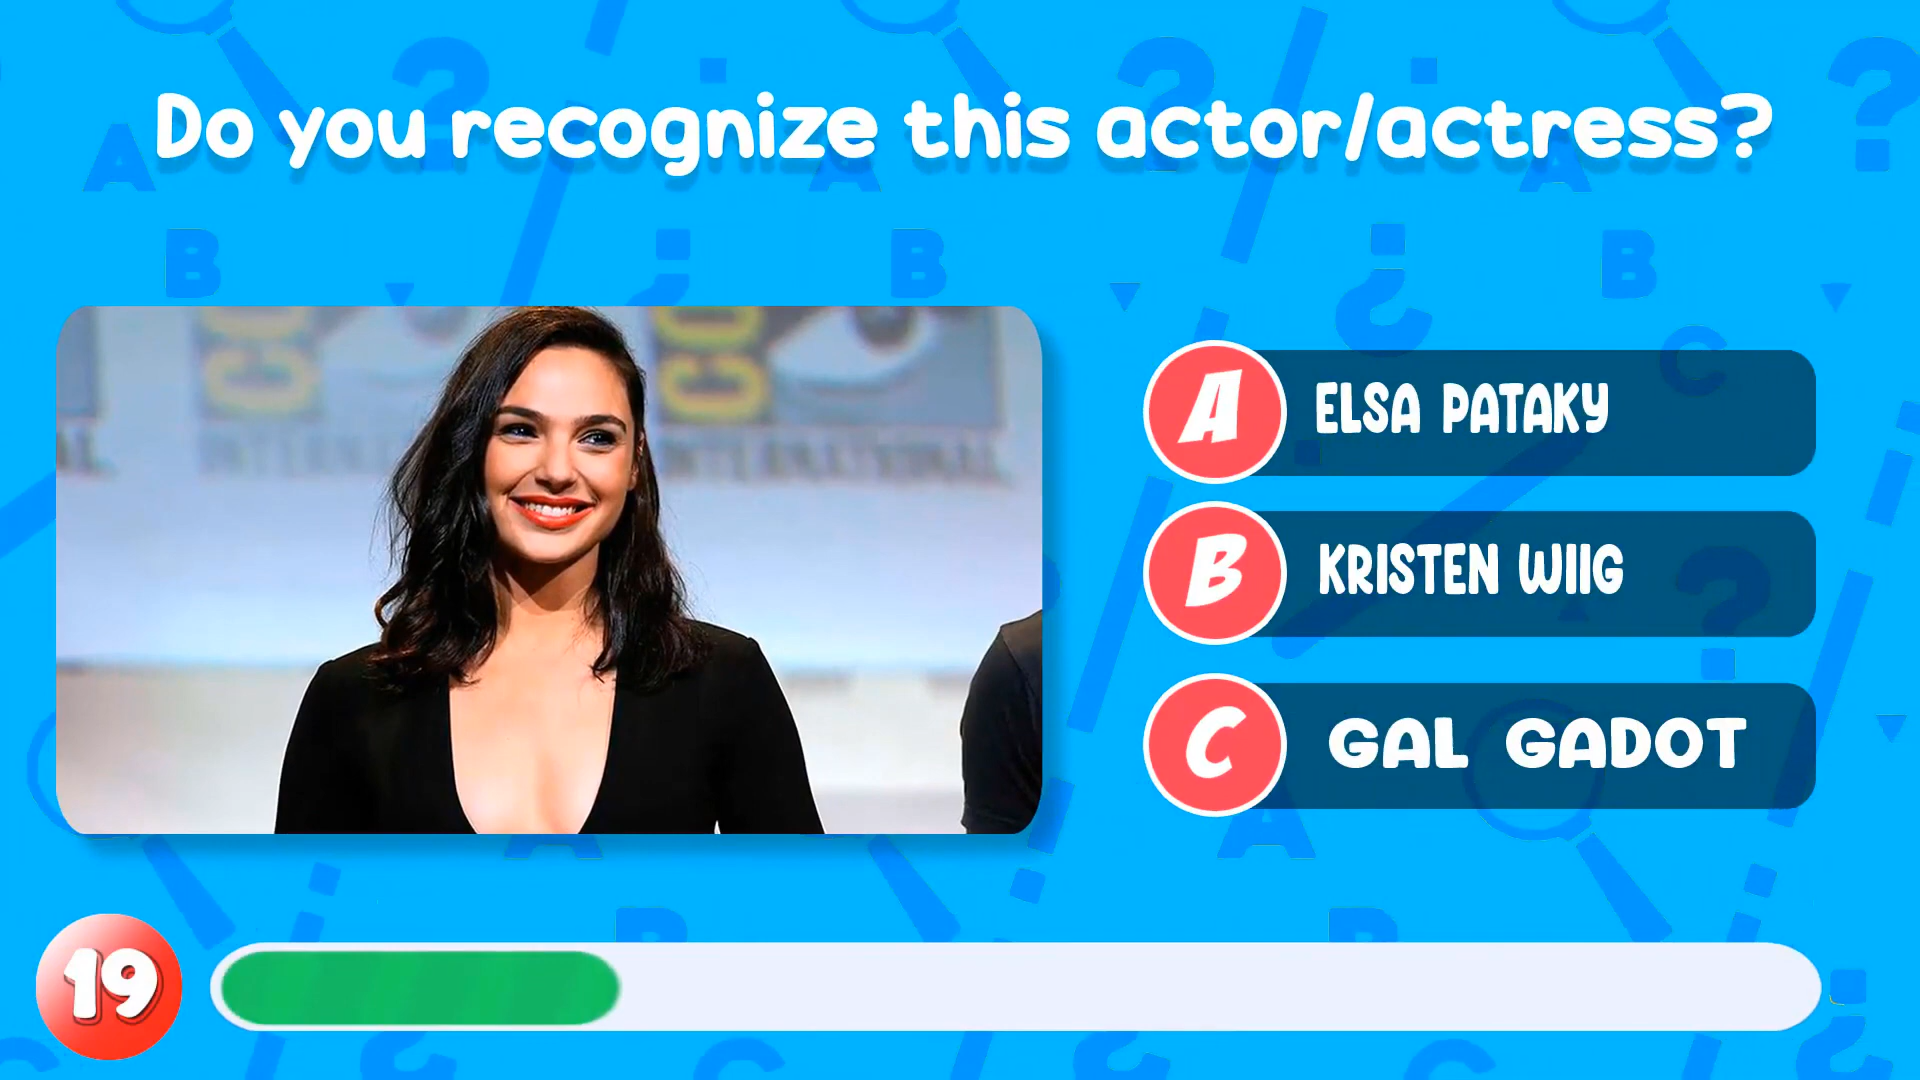 Do you recognize this actor/actress?
A ELSA PATAKY
B KRISTEN WIIG
C GAL GADOT
19